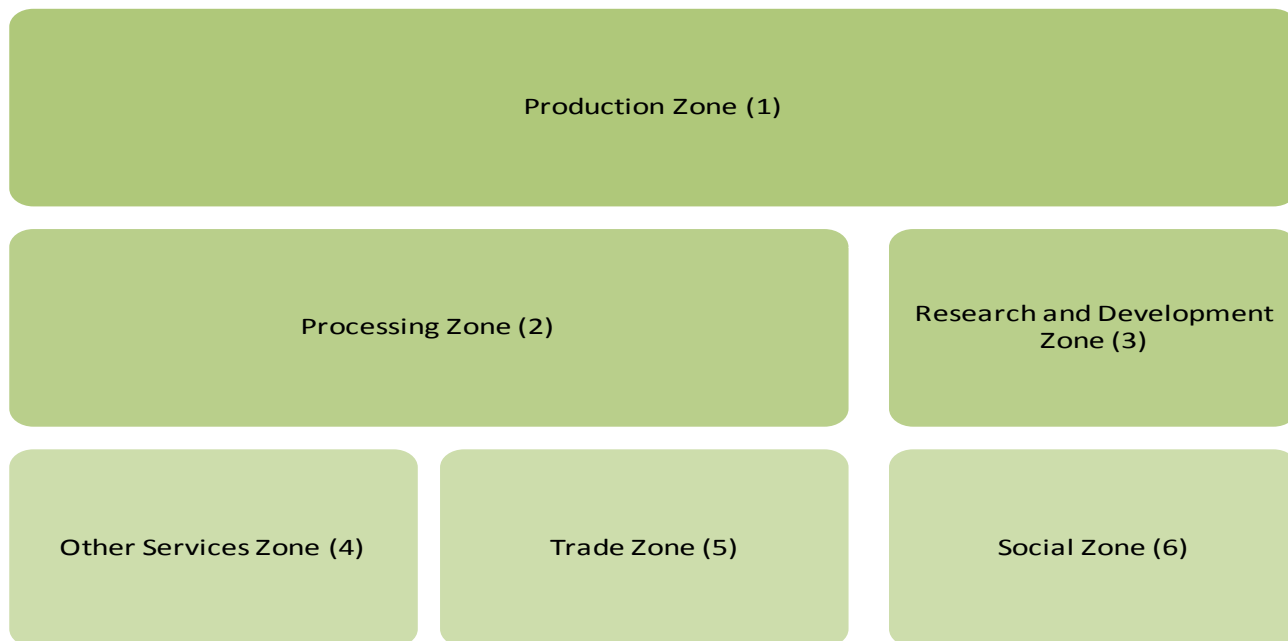 Production Zone (1)
Processing Zone (2)
Research and Development
Zone (3)
Other Services Zone (4)
Trade Zone (5)
Social Zone (6)